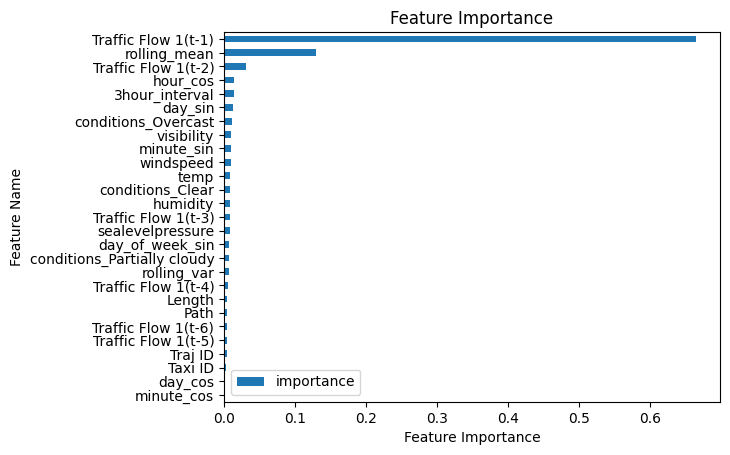 Feature Importance
Feature Name
Traffic Flow 1(t-1)
rolling_mean
Traffic Flow 1(t-2)
hour_cos
3hour_interval
day_sin
conditions_Overcast
visibility
minute_sin
windspeed
temp
conditions_Clear
humidity
Traffic Flow 1(t-3)
sealevelpressure
day_of_week_sin
conditions_Partially cloudy
rolling_var
Traffic Flow 1(t-4)
Length
Path
Traffic Flow 1(t-6)
Traffic Flow 1(t-5)
Traj ID
Taxi ID
day_cos
minute_cos
importance
0.0 0.1 0.2 0.3 0.4 0.5 0.6
Feature Importance